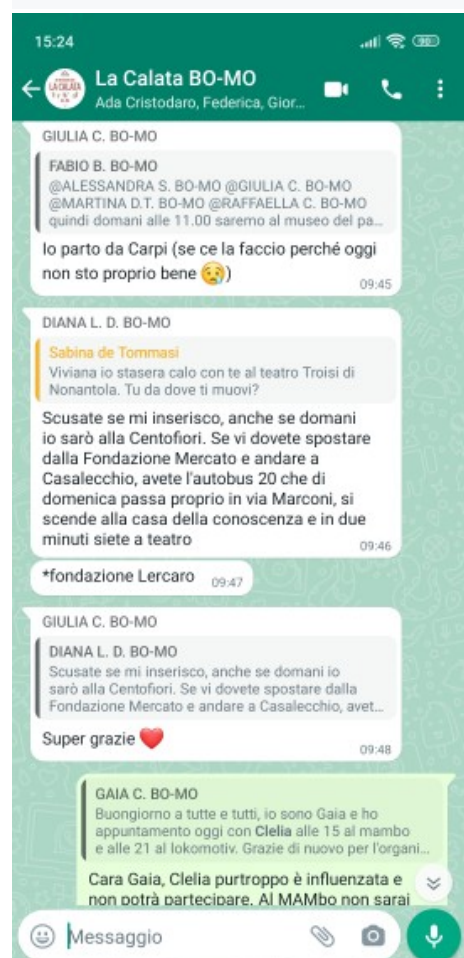 15:24
90
La Calata BO-MO
Ada Cristodaro, Federica, Gior...
GIULIA C. BO-MO
FABIO B. BO-MO
@ALESSANDRA S. BO-MO @GIULIA C. BO-MO
@MARTINA D.T. BO-MO @RAFFAELLA C. BO-MO
quindi domani alle 11.00 saremo al museo del pa...
Io parto da Carpi (se ce la faccio perché oggi
non sto proprio bene 😢)
09:45
DIANA L. D. BO-MO
Sabina de Tommasi
Viviana io stasera calo con te al teatro Troisi di
Nonantola. Tu da dove ti muovi?
Scusate se mi inserisco, anche se domani
io sarò alla Centofiori. Se vi dovete spostare
dalla Fondazione Mercato e andare a
Casalecchio, avete l'autobus 20 che di
domenica passa proprio in via Marconi, si
scende alla casa della conoscenza e in due
minuti siete a teatro
09:46
*fondazione Lercaro
09:47
GIULIA C. BO-MO
DIANA L. D. BO-MO
Scusate se mi inserisco, anche se domani io
sarò alla Centofiori. Se vi dovete spostare dalla
Fondazione Mercato e andare a Casalecchio, avet...
Super grazie ❤️
09:48
GAIA C. BO-MO
Buongiorno a tutte e tutti, io sono Gaia e ho
appuntamento oggi con Clelia alle 15 al mambo
e alle 21 al lokomotiv. Grazie di nuovo per l'organi...
Cara Gaia, Clelia purtroppo è influenzata e
non potrà partecipare. Al MAMbo non sarai
Messaggio